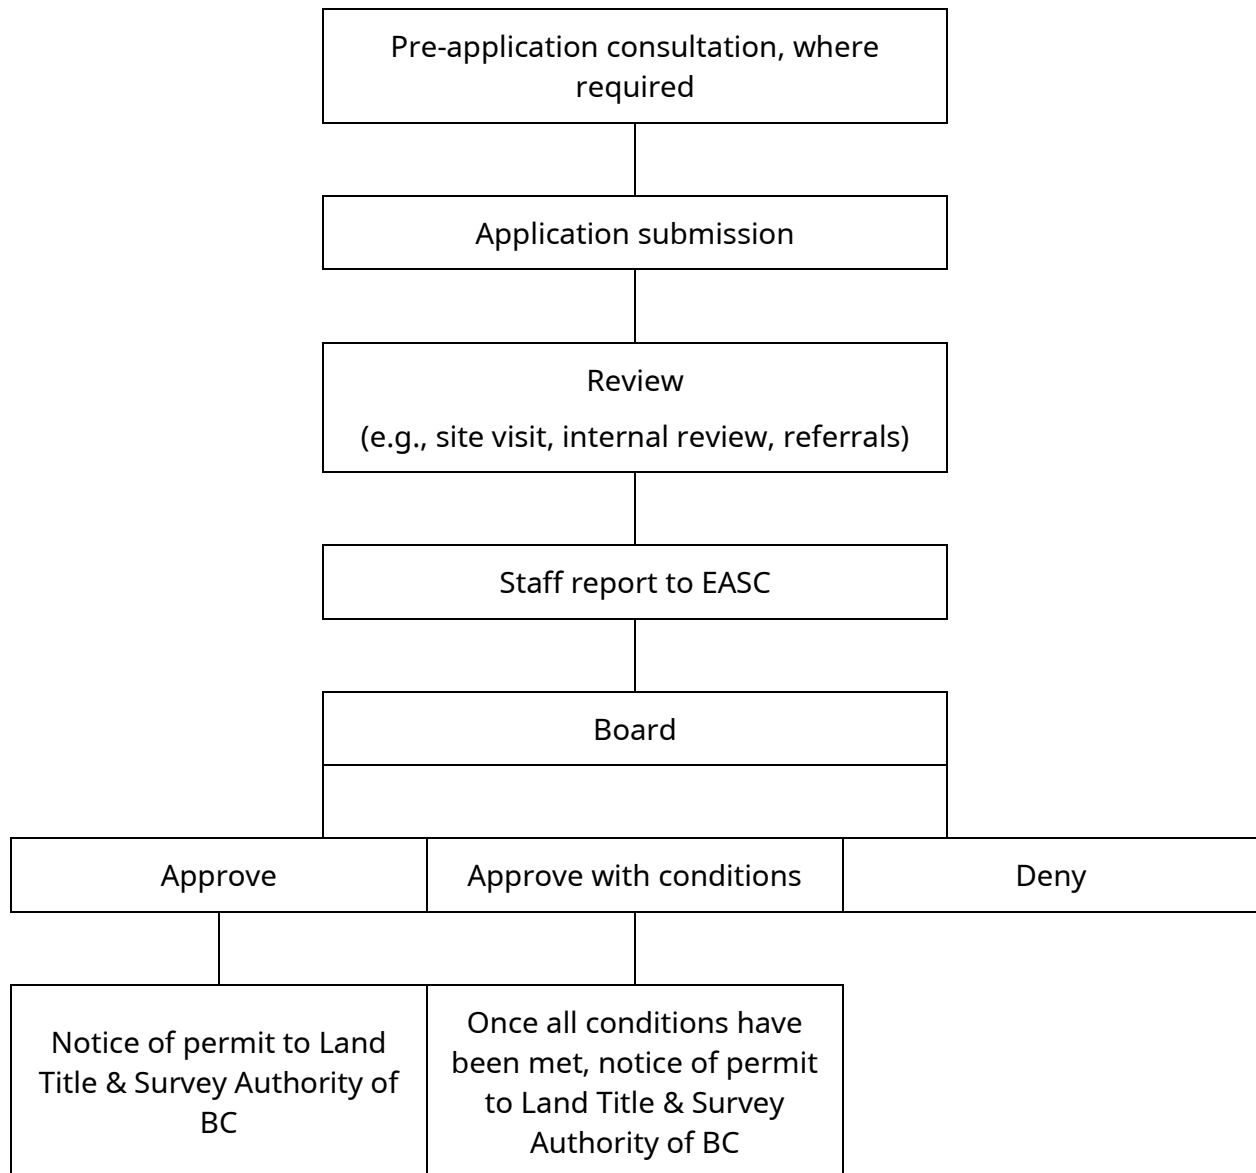 Pre-application consultation, where
required
Application submission
Review
(e.g., site visit, internal review, referrals)
Staff report to EASC
Board
Approve
Approve with conditions
Deny
Notice of permit to Land
Title & Survey Authority of
BC
Once all conditions have
been met, notice of permit
to Land Title & Survey
Authority of BC